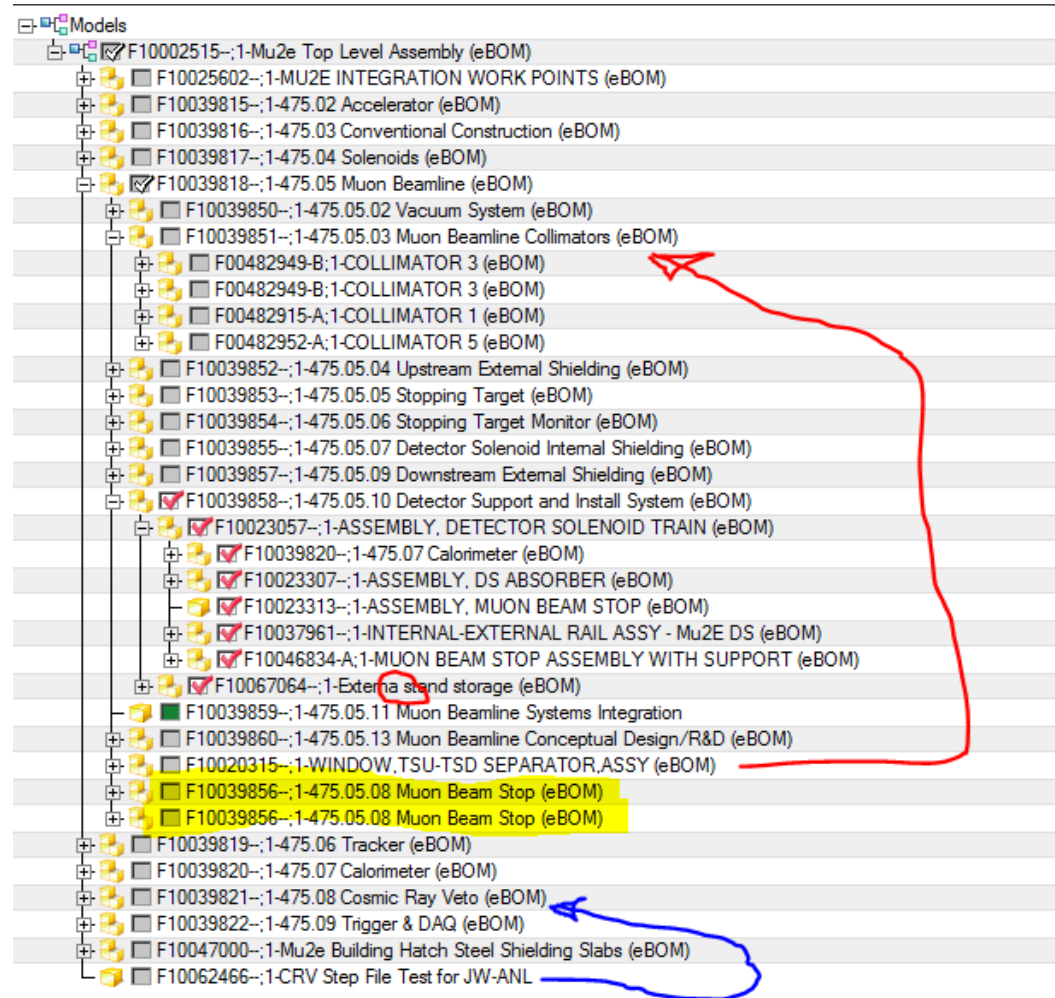 Models
F10002515--;1-Mu2e Top Level Assembly (eBOM)
F10025602--;1-MU2E INTEGRATION WORK POINTS (eBOM)
F10039815--;1-475.02 Accelerator (eBOM)
F10039816--;1-475.03 Conventional Construction (eBOM)
F10039817--;1-475.04 Solenoids (eBOM)
F10039818--;1-475.05 Muon Beamline (eBOM)
F10039850--;1-475.05.02 Vacuum System (eBOM)
F10039851--;1-475.05.03 Muon Beamline Collimators (eBOM)
F00482949-B;1-COLLIMATOR 3 (eBOM)
F00482949-B;1-COLLIMATOR 3 (eBOM)
F00482915-A;1-COLLIMATOR 1 (eBOM)
F00482952-A;1-COLLIMATOR 5 (eBOM)
F10039852--;1-475.05.04 Upstream External Shielding (eBOM)
F10039853--;1-475.05.05 Stopping Target (eBOM)
F10039854--;1-475.05.06 Stopping Target Monitor (eBOM)
F10039855--;1-475.05.07 Detector Solenoid Internal Shielding (eBOM)
F10039857--;1-475.05.09 Downstream External Shielding (eBOM)
F10039858--;1-475.05.10 Detector Support and Install System (eBOM)
F10023057--;1-ASSEMBLY, DETECTOR SOLENOID TRAIN (eBOM)
F10039820--;1-475.07 Calorimeter (eBOM)
F10023307--;1-ASSEMBLY, DS ABSORBER (eBOM)
F10023313--;1-ASSEMBLY, MUON BEAM STOP (eBOM)
F10037961--;1-INTERNAL-EXTERNAL RAIL ASSY - Mu2E DS (eBOM)
F10046834-A;1-MUON BEAM STOP ASSEMBLY WITH SUPPORT (eBOM)
F10067064--;1-Externa stand storage (eBOM)
F10039859--;1-475.05.11 Muon Beamline Systems Integration
F10039860--;1-475.05.13 Muon Beamline Conceptual Design/R&D (eBOM)
F10020315--;1-WINDOW,TSU-TSD SEPARATOR,ASSY (eBOM)
F10039856--;1-475.05.08 Muon Beam Stop (eBOM)
F10039856--;1-475.05.08 Muon Beam Stop (eBOM)
F10039819--;1-475.06 Tracker (eBOM)
F10039820--;1-475.07 Calorimeter (eBOM)
F10039821--;1-475.08 Cosmic Ray Veto (eBOM)
F10039822--;1-475.09 Trigger & DAQ (eBOM)
F10047000--;1-Mu2e Building Hatch Steel Shielding Slabs (eBOM)
F10062466--;1-CRV Step File Test for JW-ANL